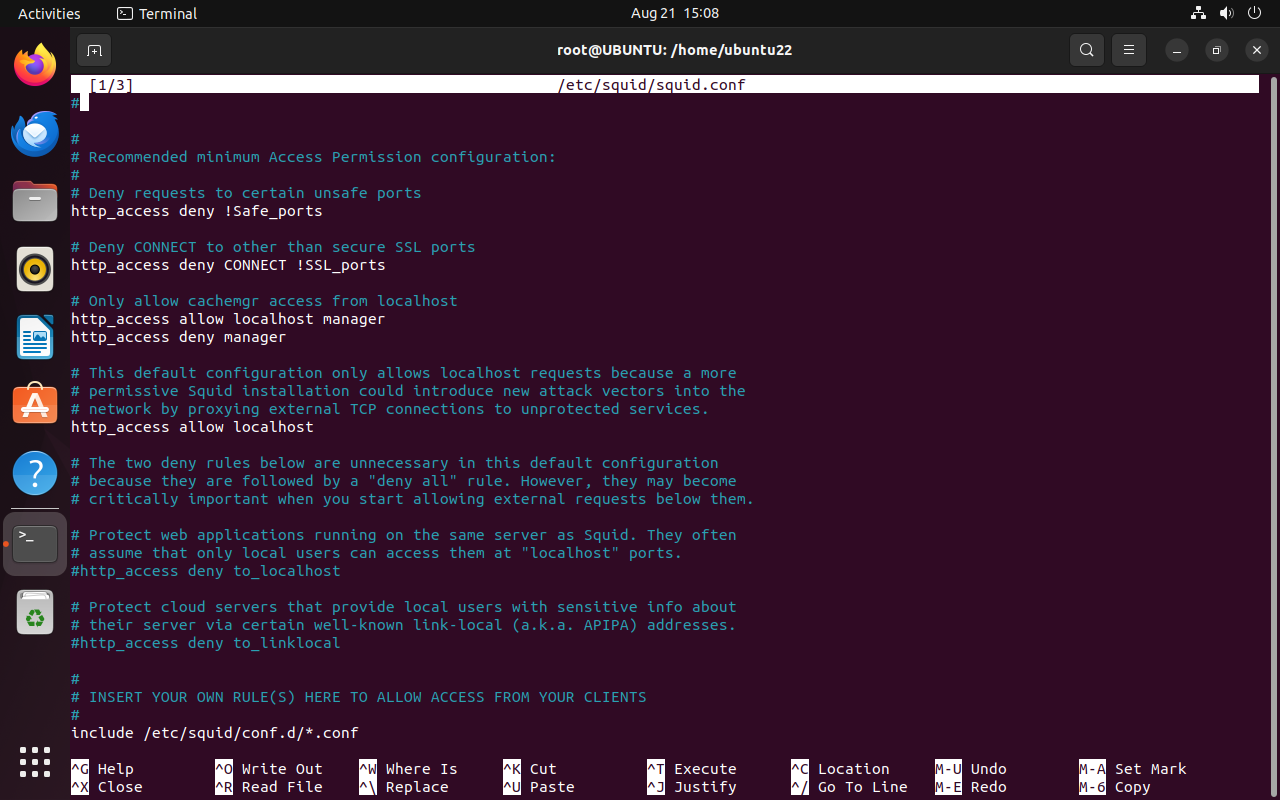 Activities Terminal Aug 21 15:08
root@UBUNTU: /home/ubuntu22
[1/3] /etc/squid/squid.conf
#
#
# Recommended minimum Access Permission configuration:
#
# Deny requests to certain unsafe ports
http_access deny !Safe_ports
# Deny CONNECT to other than secure SSL ports
http_access deny CONNECT !SSL_ports
# Only allow cachemgr access from localhost
http_access allow localhost manager
http_access deny manager
# This default configuration only allows localhost requests because a more
# permissive Squid installation could introduce new attack vectors into the
# network by proxying external TCP connections to unprotected services.
http_access allow localhost
# The two deny rules below are unnecessary in this default configuration
# because they are followed by a "deny all" rule. However, they may become
# critically important when you start allowing external requests below them.
# Protect web applications running on the same server as Squid. They often
# assume that only local users can access them at "localhost" ports.
#http_access deny to_localhost
# Protect cloud servers that provide local users with sensitive info about
# their server via certain well-known link-local (a.k.a. APIPA) addresses.
#http_access deny to_linklocal
#
# INSERT YOUR OWN RULE(S) HERE TO ALLOW ACCESS FROM YOUR CLIENTS
#
include /etc/squid/conf.d/*.conf
^G Help ^O Write Out ^W Where Is ^K Cut ^T Execute ^C Location M-U Undo M-A Set Mark
^X Close ^R Read File ^\ Replace ^U Paste ^J Justify ^/ Go To Line M-E Redo M-6 Copy